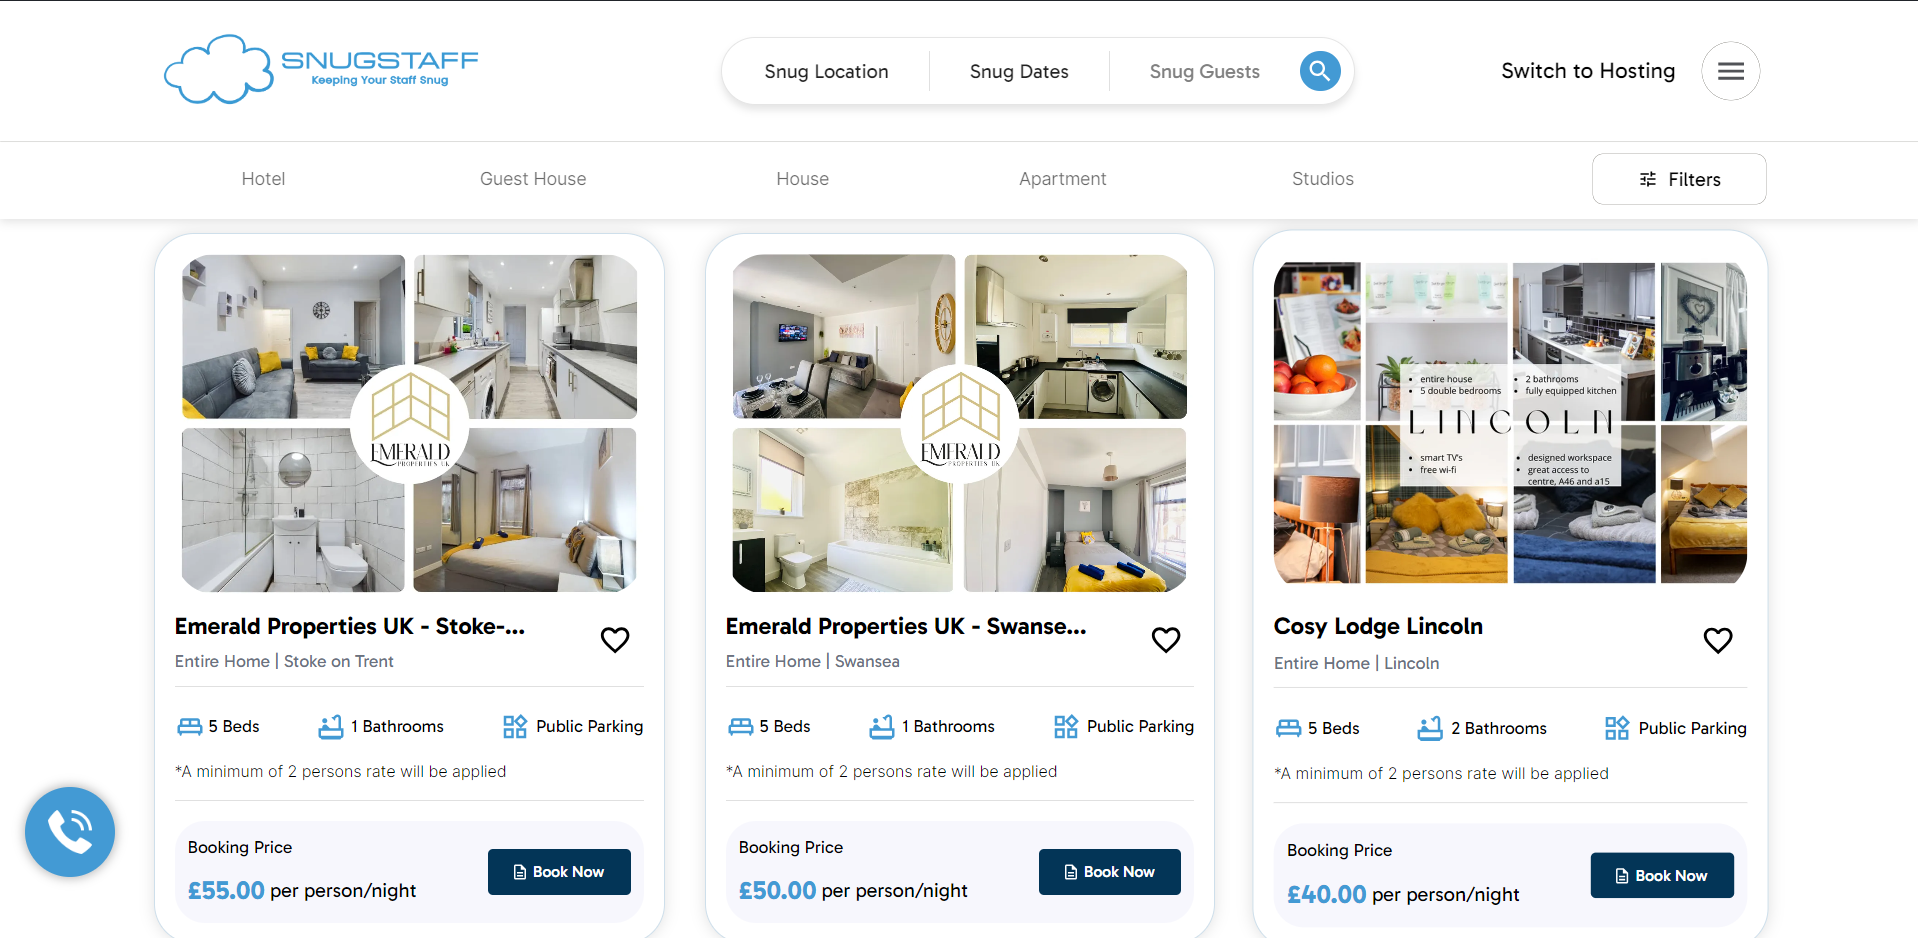 SNUGSTAFF
Keeping Your Staff Snug
Snug Location
Snug Dates
Snug Guests
Switch to Hosting
Hotel
Guest House
House
Apartment
Studios
Filters
EMERALD
PROPERTIES UK
Emerald Properties UK - Stoke-...
Entire Home | Stoke on Trent
5 Beds
1 Bathrooms
Public Parking
*A minimum of 2 persons rate will be applied
Booking Price
£55.00 per person/night
Book Now
EMERALD
PROPERTIES UK
Emerald Properties UK - Swanse...
Entire Home | Swansea
5 Beds
1 Bathrooms
Public Parking
*A minimum of 2 persons rate will be applied
Booking Price
£50.00 per person/night
Book Now
• entire house
• 5 double bedrooms
• 2 bathrooms
• fully equipped kitchen
LINCOLN
• smart TV's
• free wi-fi
• designed workspace
• great access to
centre, A46 and a15
Cosy Lodge Lincoln
Entire Home | Lincoln
5 Beds
2 Bathrooms
Public Parking
*A minimum of 2 persons rate will be applied
Booking Price
£40.00 per person/night
Book Now